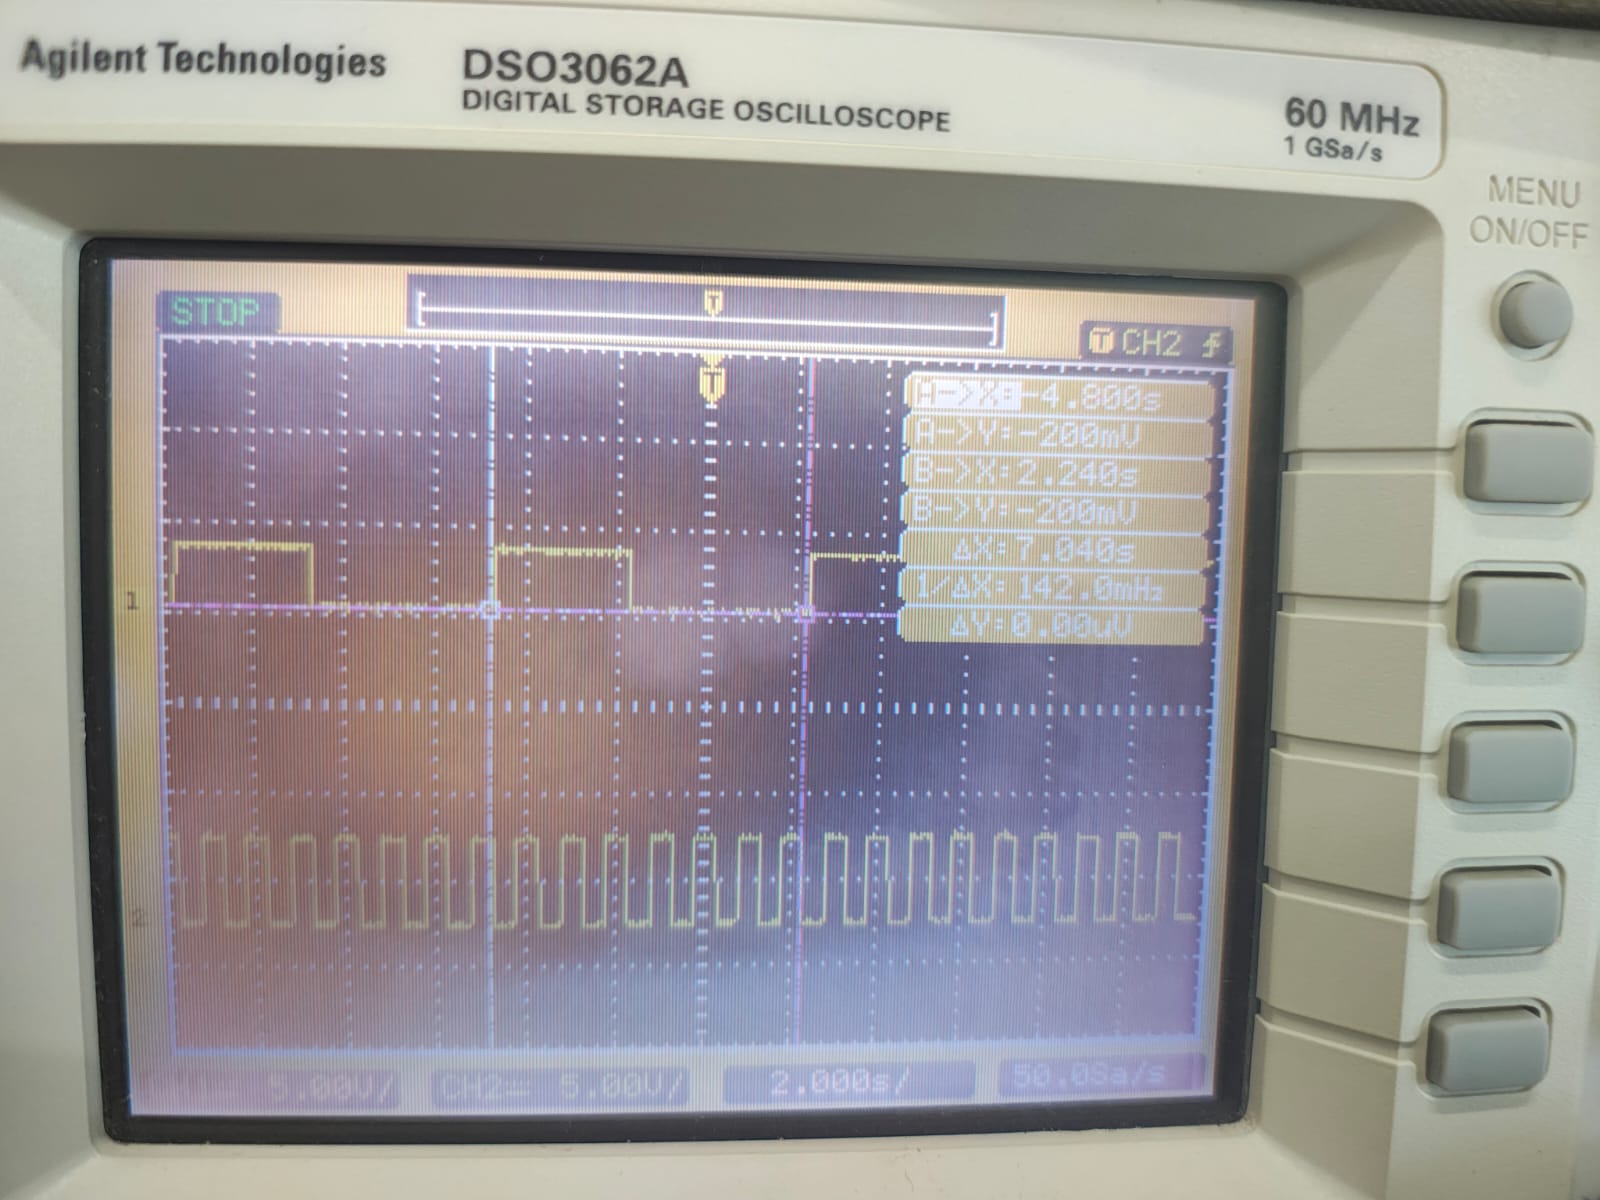 Agilent Technologies
DSO3062A
DIGITAL STORAGE OSCILLOSCOPE
60 MHz
1 GSa/s
MENU
ON/OFF
STOP
T
T CH2
T
A->X:-4.800s
A->Y:-200mV
B->X:2.240s
B->Y:-200mV
ΔX:7.040s
1/ΔX:142.0mHz
ΔY:0.00uV
1
2
5.00V/ CH2= 5.00V/ 2.000s/ 50.0Sa/s